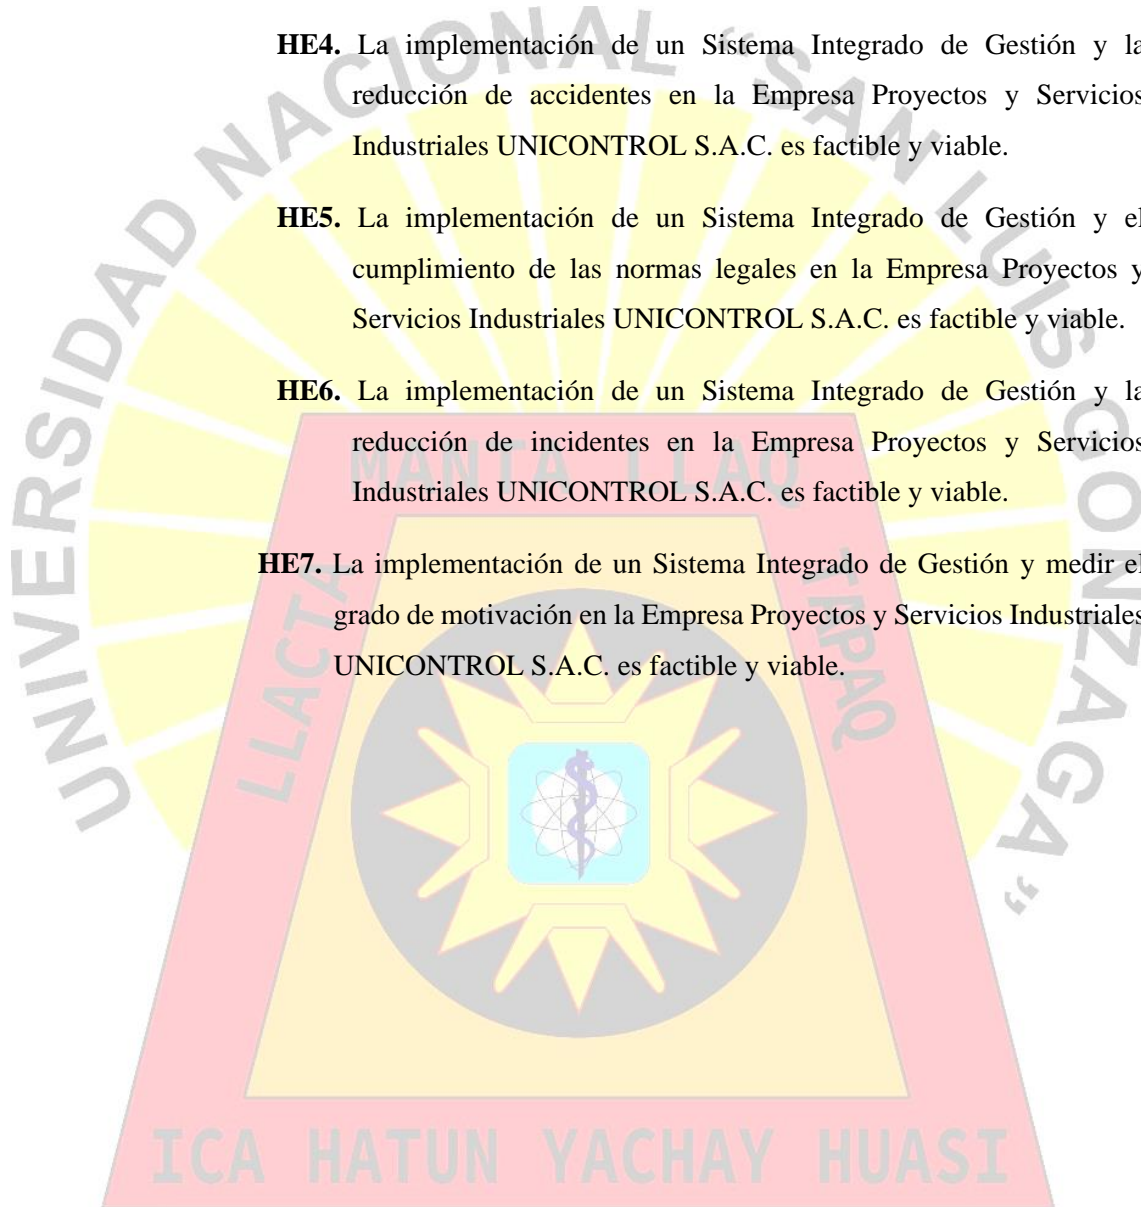 HE4. La implementación de un Sistema Integrado de Gestión y la
reducción de accidentes en la Empresa Proyectos y Servicios
Industriales UNICONTROL S.A.C. es factible y viable.
HE5. La implementación de un Sistema Integrado de Gestión y el
cumplimiento de las normas legales en la Empresa Proyectos y
Servicios Industriales UNICONTROL S.A.C. es factible y viable.
HE6. La implementación de un Sistema Integrado de Gestión y la
reducción de incidentes en la Empresa Proyectos y Servicios
Industriales UNICONTROL S.A.C. es factible y viable.
HE7. La implementación de un Sistema Integrado de Gestión y medir el
grado de motivación en la Empresa Proyectos y Servicios Industriales
UNICONTROL S.A.C. es factible y viable.
UNIVERSIDAD NACIONAL “SAN LUIS GONZAGA”
LLACTA
MANTA LLAQ
TIPAQ
ICA HATUN YACHAY HUASI